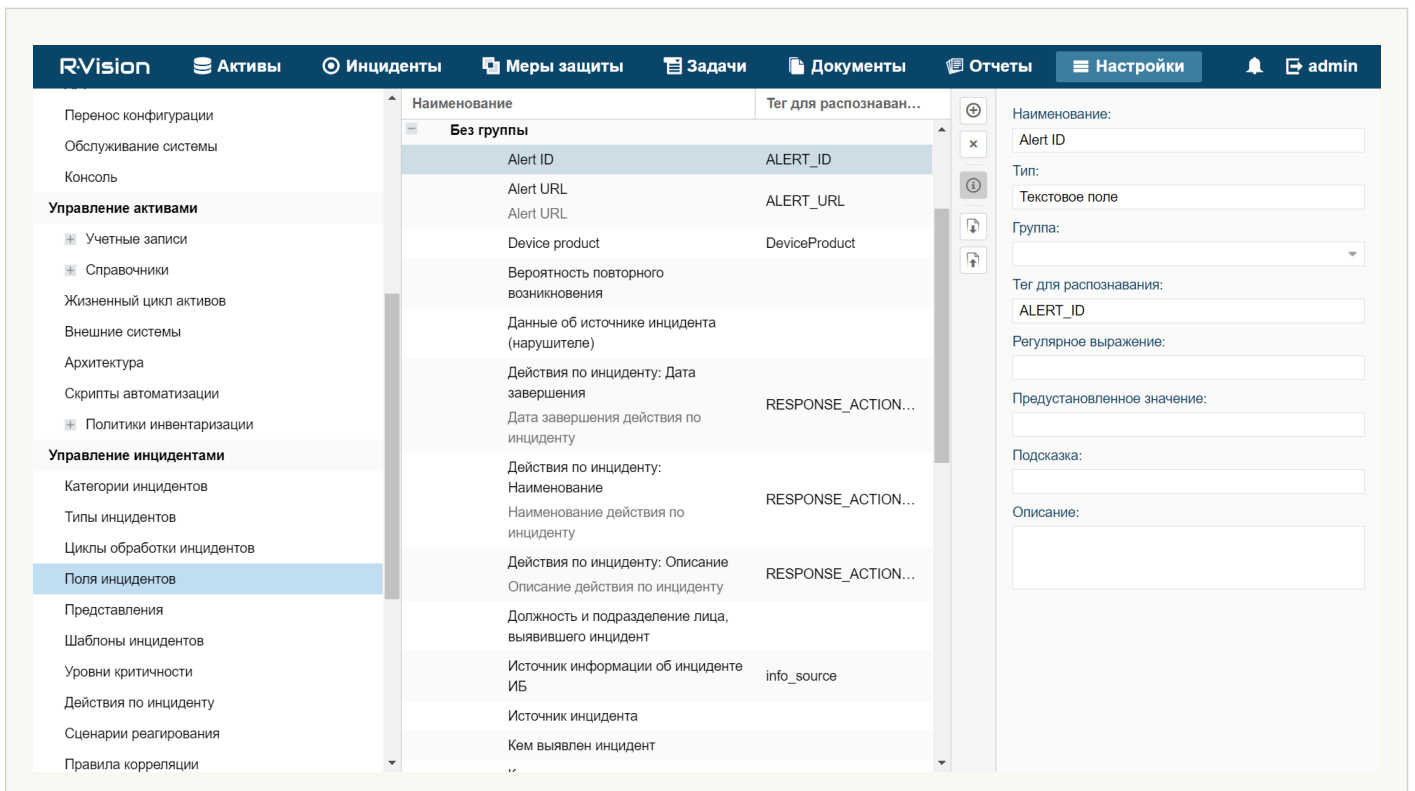 R·Vision
Активы
Инциденты
Меры защиты
Задачи
Документы
Отчеты
Настройки
admin
Перенос конфигурации
Обслуживание системы
Консоль
Управление активами
Учетные записи
Справочники
Жизненный цикл активов
Внешние системы
Архитектура
Скрипты автоматизации
Политики инвентаризации
Управление инцидентами
Категории инцидентов
Типы инцидентов
Циклы обработки инцидентов
Поля инцидентов
Представления
Шаблоны инцидентов
Уровни критичности
Действия по инциденту
Сценарии реагирования
Правила корреляции
Наименование
Тег для распознаван...
Без группы
Alert ID
ALERT_ID
Alert URL
Alert URL
ALERT_URL
Device product
DeviceProduct
Вероятность повторного
возникновения
Данные об источнике инцидента
(нарушителе)
Действия по инциденту: Дата
завершения
Дата завершения действия по
инциденту
RESPONSE_ACTION...
Действия по инциденту:
Наименование
Наименование действия по
инциденту
RESPONSE_ACTION...
Действия по инциденту: Описание
Описание действия по инциденту
RESPONSE_ACTION...
Должность и подразделение лица,
выявившего инцидент
Источник информации об инциденте
ИБ
info_source
Источник инцидента
Кем выявлен инцидент
Наименование:
Alert ID
Тип:
Текстовое поле
Группа:
Тег для распознавания:
ALERT_ID
Регулярное выражение:
Предустановленное значение:
Подсказка:
Описание: